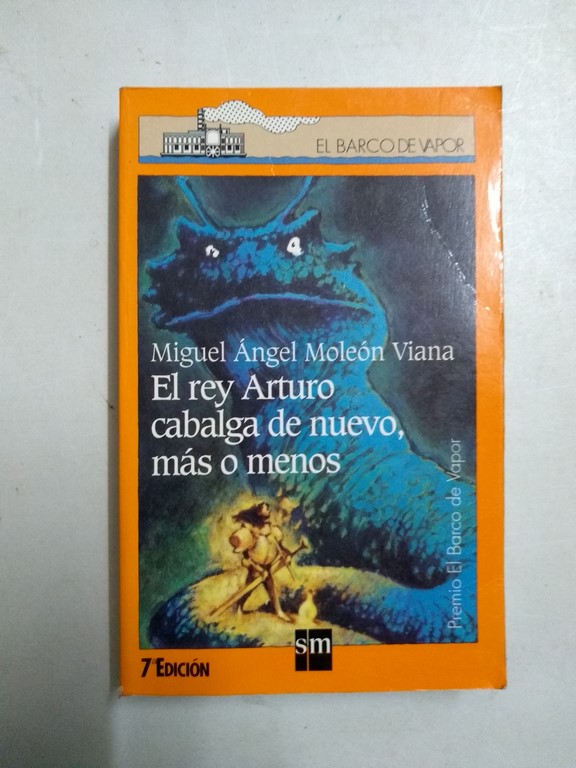 EL BARCO DE VAPOR
Miguel Ángel Moleón Viana
El rey Arturo
cabalga de nuevo,
más o menos
Premio El Barco de Vapor
sm
7ª EDICIÓN